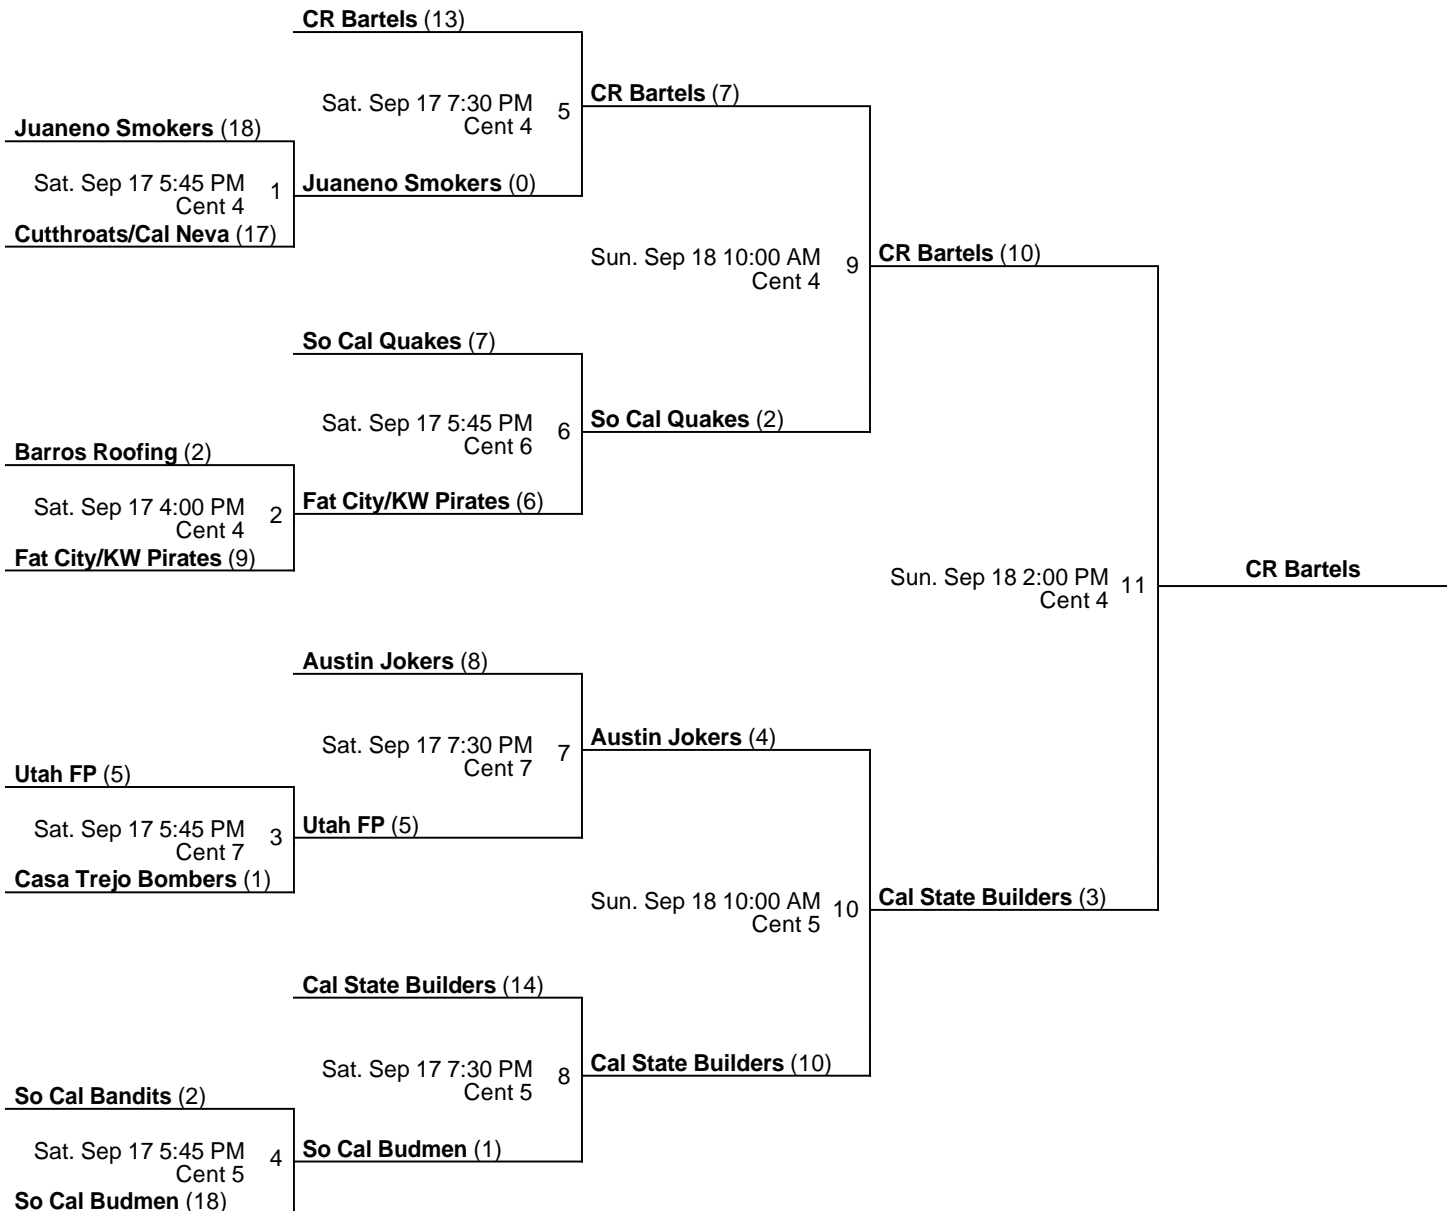 CR Bartels (13)
Sat. Sep 17 7:30 PM 5
Cent 4
CR Bartels (7)
Juaneno Smokers (18)
Sat. Sep 17 5:45 PM 1
Cent 4
Juaneno Smokers (0)
Cutthroats/Cal Neva (17)
Sun. Sep 18 10:00 AM 9
Cent 4
CR Bartels (10)
So Cal Quakes (7)
Sat. Sep 17 5:45 PM 6
Cent 6
So Cal Quakes (2)
Barros Roofing (2)
Sat. Sep 17 4:00 PM 2
Cent 4
Fat City/KW Pirates (6)
Fat City/KW Pirates (9)
Sun. Sep 18 2:00 PM 11
Cent 4
CR Bartels
Austin Jokers (8)
Sat. Sep 17 7:30 PM 7
Cent 7
Austin Jokers (4)
Utah FP (5)
Sat. Sep 17 5:45 PM 3
Cent 7
Utah FP (5)
Casa Trejo Bombers (1)
Sun. Sep 18 10:00 AM 10
Cent 5
Cal State Builders (3)
Cal State Builders (14)
Sat. Sep 17 7:30 PM 8
Cent 5
Cal State Builders (10)
So Cal Bandits (2)
Sat. Sep 17 5:45 PM 4
Cent 5
So Cal Budmen (1)
So Cal Budmen (18)